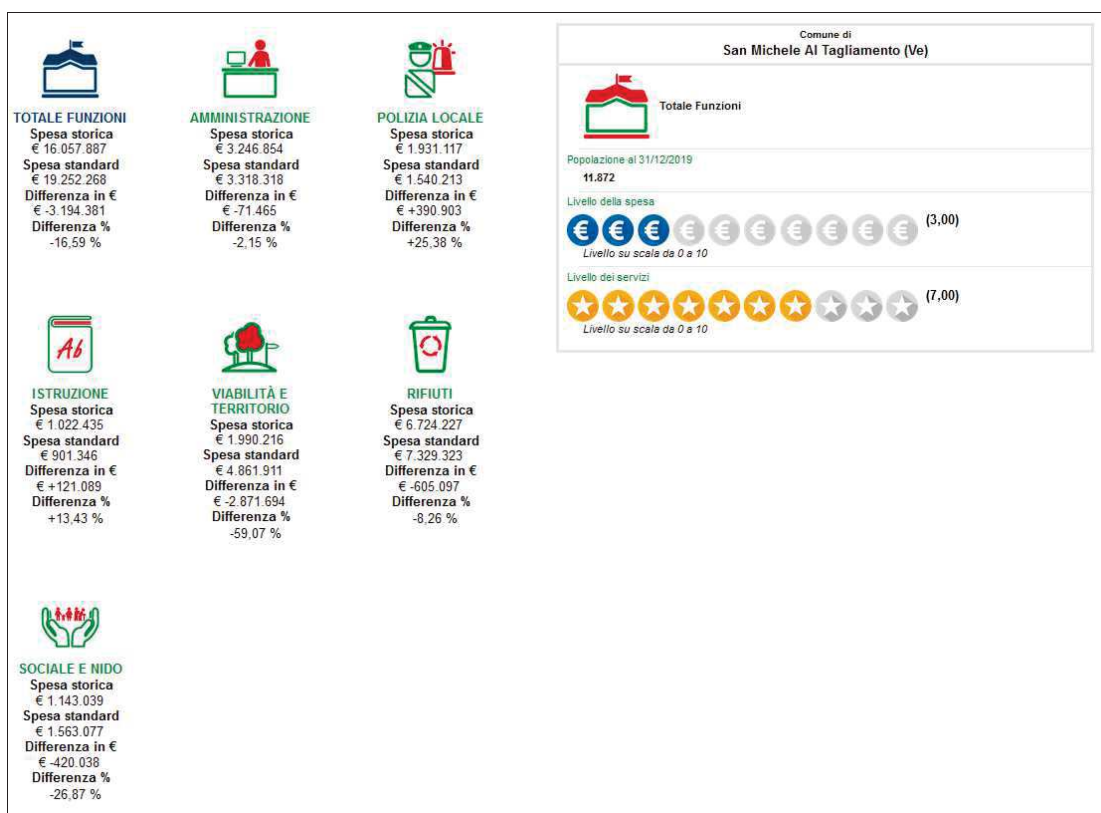 TOTALE FUNZIONI
Spesa storica
€ 16.057.887
Spesa standard
€ 19.252.268
Differenza in €
€ -3.194.381
Differenza %
-16,59 %
AMMINISTRAZIONE
Spesa storica
€ 3.246.854
Spesa standard
€ 3.318.318
Differenza in €
€ -71.465
Differenza %
-2,15 %
POLIZIA LOCALE
Spesa storica
€ 1.931.117
Spesa standard
€ 1.540.213
Differenza in €
€ +390.903
Differenza %
+25,38 %
Ab
ISTRUZIONE
Spesa storica
€ 1.022.435
Spesa standard
€ 901.346
Differenza in €
€ +121.089
Differenza %
+13,43 %
VIABILITÀ E
TERRITORIO
Spesa storica
€ 1.990.216
Spesa standard
€ 4.861.911
Differenza in €
€ -2.871.694
Differenza %
-59,07 %
RIFIUTI
Spesa storica
€ 6.724.227
Spesa standard
€ 7.329.323
Differenza in €
€ -605.097
Differenza %
-8,26 %
SOCIALE E NIDO
Spesa storica
€ 1.143.039
Spesa standard
€ 1.563.077
Differenza in €
€ -420.038
Differenza %
-26,87 %
Comune di
San Michele Al Tagliamento (Ve)
Totale Funzioni
Popolazione al 31/12/2019
11.872
Livello della spesa
€ € € € € € € € € € (3,00)
Livello su scala da 0 a 10
Livello dei servizi
(7,00)
Livello su scala da 0 a 10